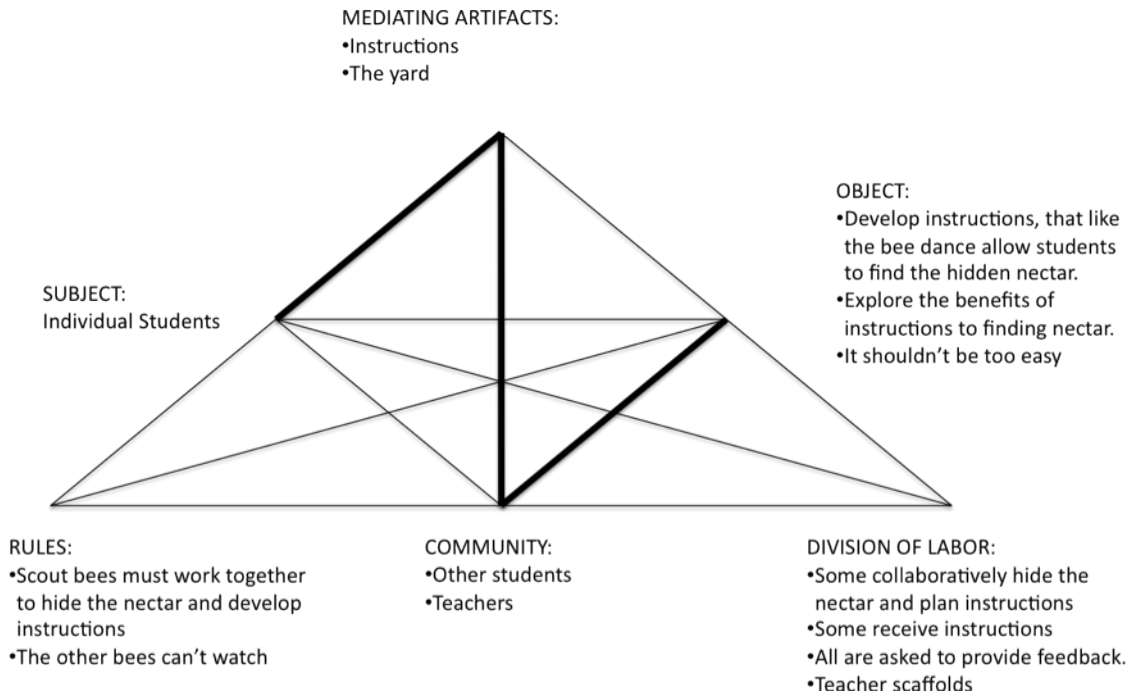 MEDIATING ARTIFACTS:
•Instructions
•The yard
OBJECT:
•Develop instructions, that like
the bee dance allow students
to find the hidden nectar.
•Explore the benefits of
instructions to finding nectar.
•It shouldn't be too easy
SUBJECT:
Individual Students
RULES:
•Scout bees must work together
to hide the nectar and develop
instructions
•The other bees can't watch
COMMUNITY:
•Other students
•Teachers
DIVISION OF LABOR:
•Some collaboratively hide the
nectar and plan instructions
•Some receive instructions
•All are asked to provide feedback.
•Teacher scaffolds